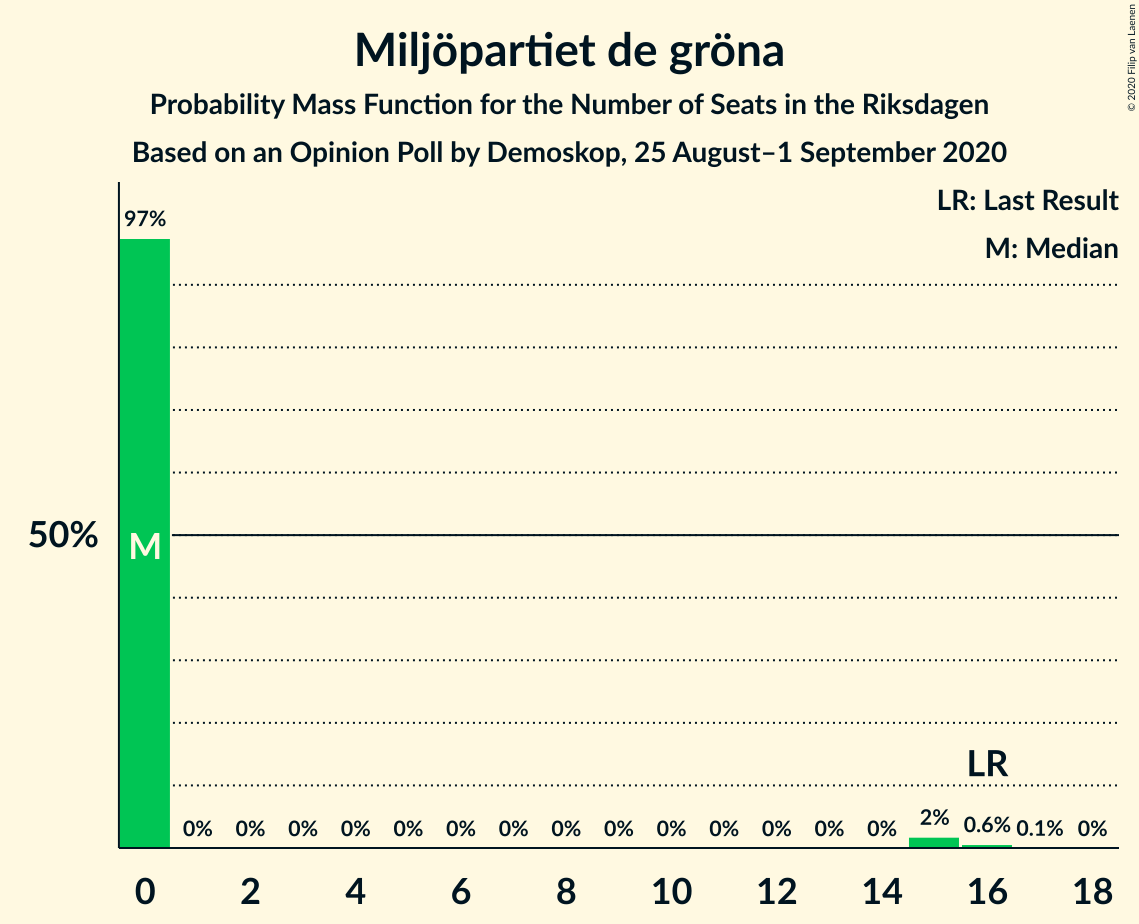 Miljöpartiet de gröna
Probability Mass Function for the Number of Seats in the Riksdagen
Based on an Opinion Poll by Demoskop, 25 August–1 September 2020
© 2020 Filip van Laenen
LR: Last Result
M: Median
97%
50%
M
LR
0% 0% 0% 0% 0% 0% 0% 0% 0% 0% 0% 0% 0% 0% 2% 0.6% 0.1% 0%
0 2 4 6 8 10 12 14 16 18